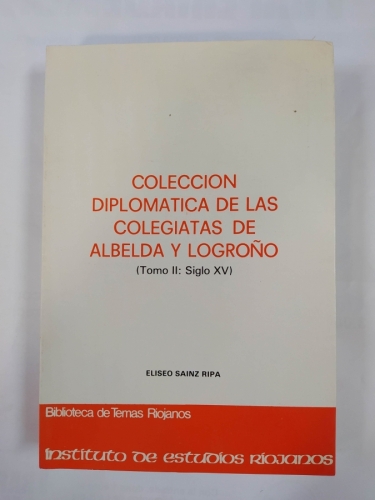 COLECCION
DIPLOMATICA DE LAS
COLEGIATAS DE
ALBELDA Y LOGROÑO
(Tomo II: Siglo XV)
ELISEO SAINZ RIPA
Biblioteca de Temas Riojanos
instituto de estudios riojanos